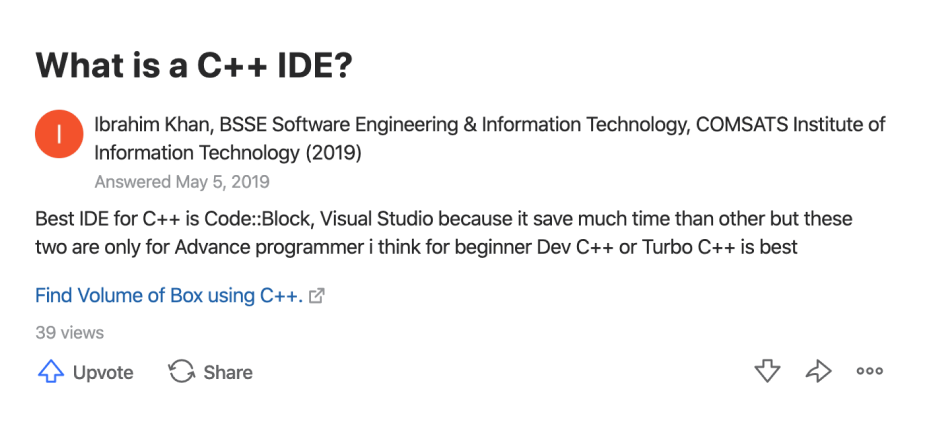 What is a C++ IDE?
I
Ibrahim Khan, BSSE Software Engineering & Information Technology, COMSATS Institute of
Information Technology (2019)
Answered May 5, 2019
Best IDE for C++ is Code::Block, Visual Studio because it save much time than other but these
two are only for Advance programmer i think for beginner Dev C++ or Turbo C++ is best
Find Volume of Box using C++.
39 views
Upvote Share